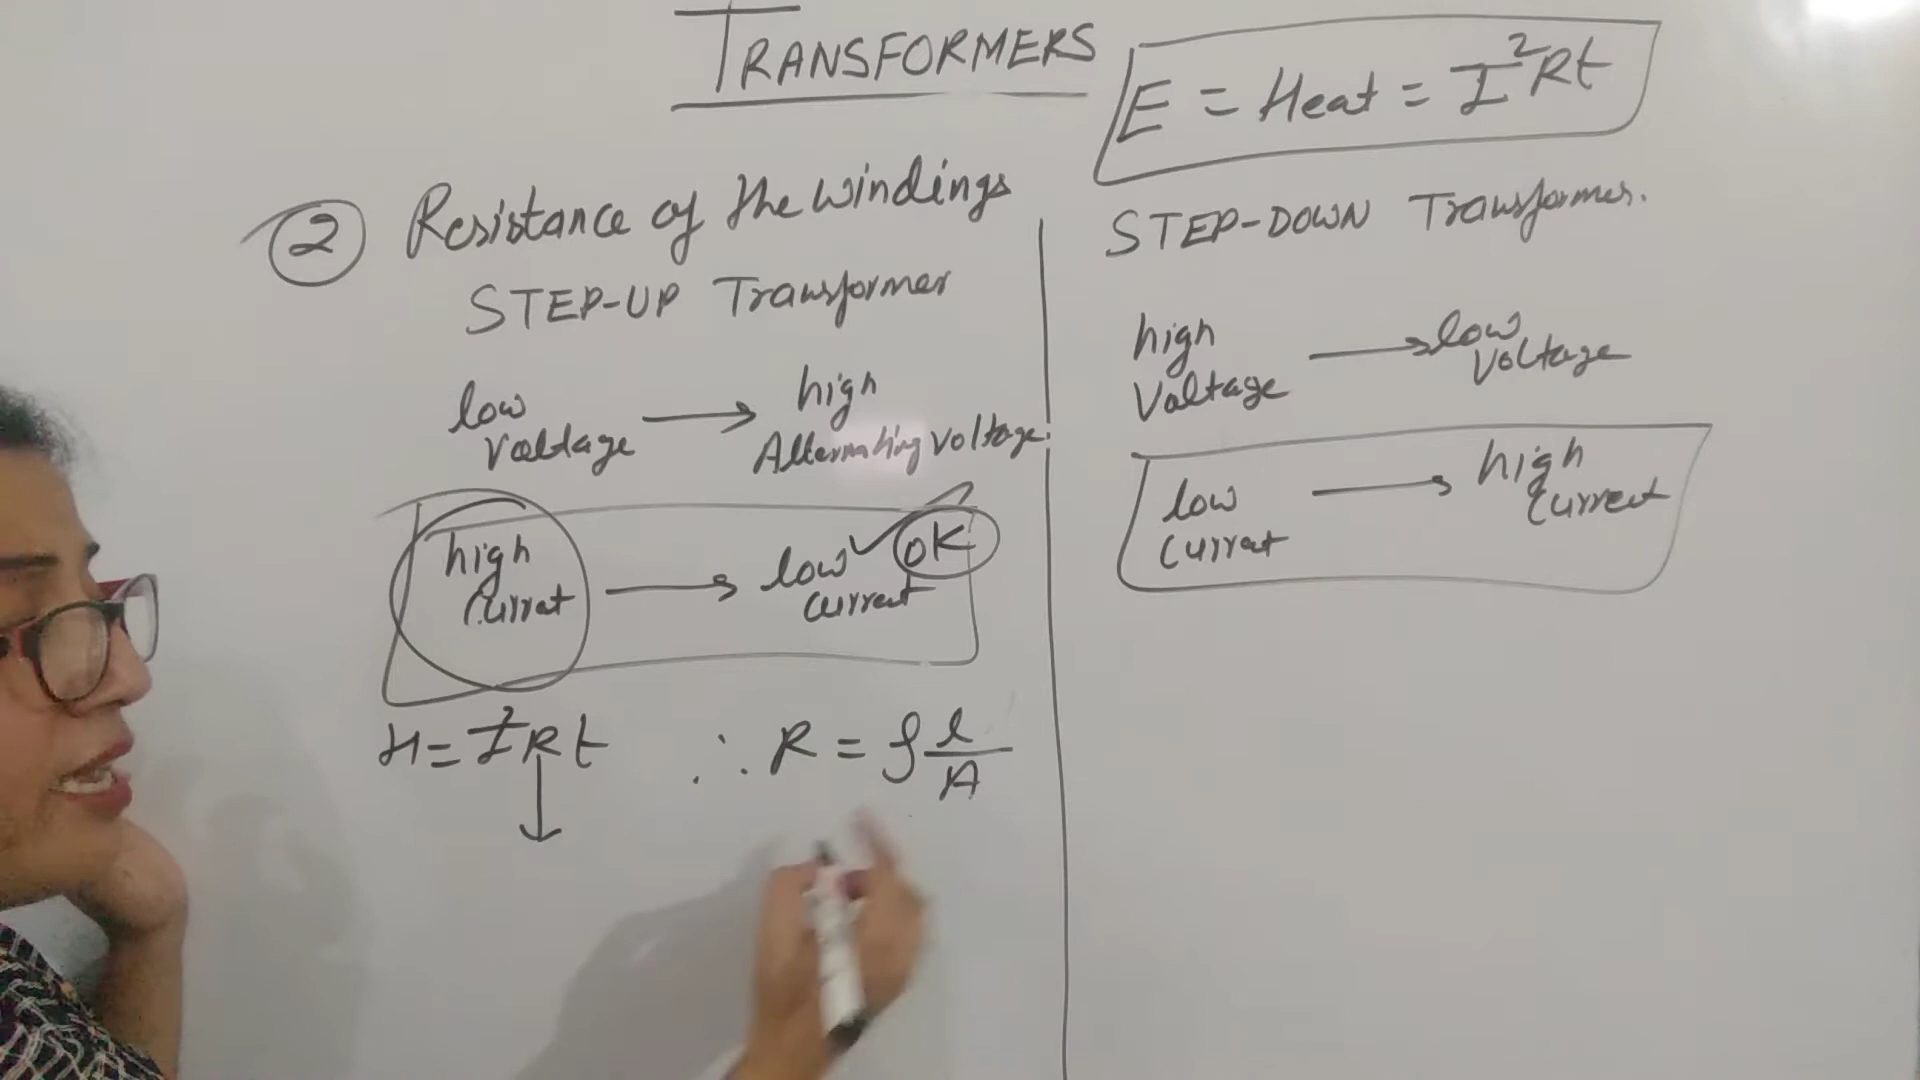 TRANSFORMERS
E = Heat = I²Rt
② Resistance of the windings
STEP-UP Transformer
low voltage → high Alternating voltage
high current → low current ✓ OK
H = I²Rt ∴ R = ρ l/A
↓
STEP-DOWN Transformer.
high Voltage → low Voltage
low current → high current